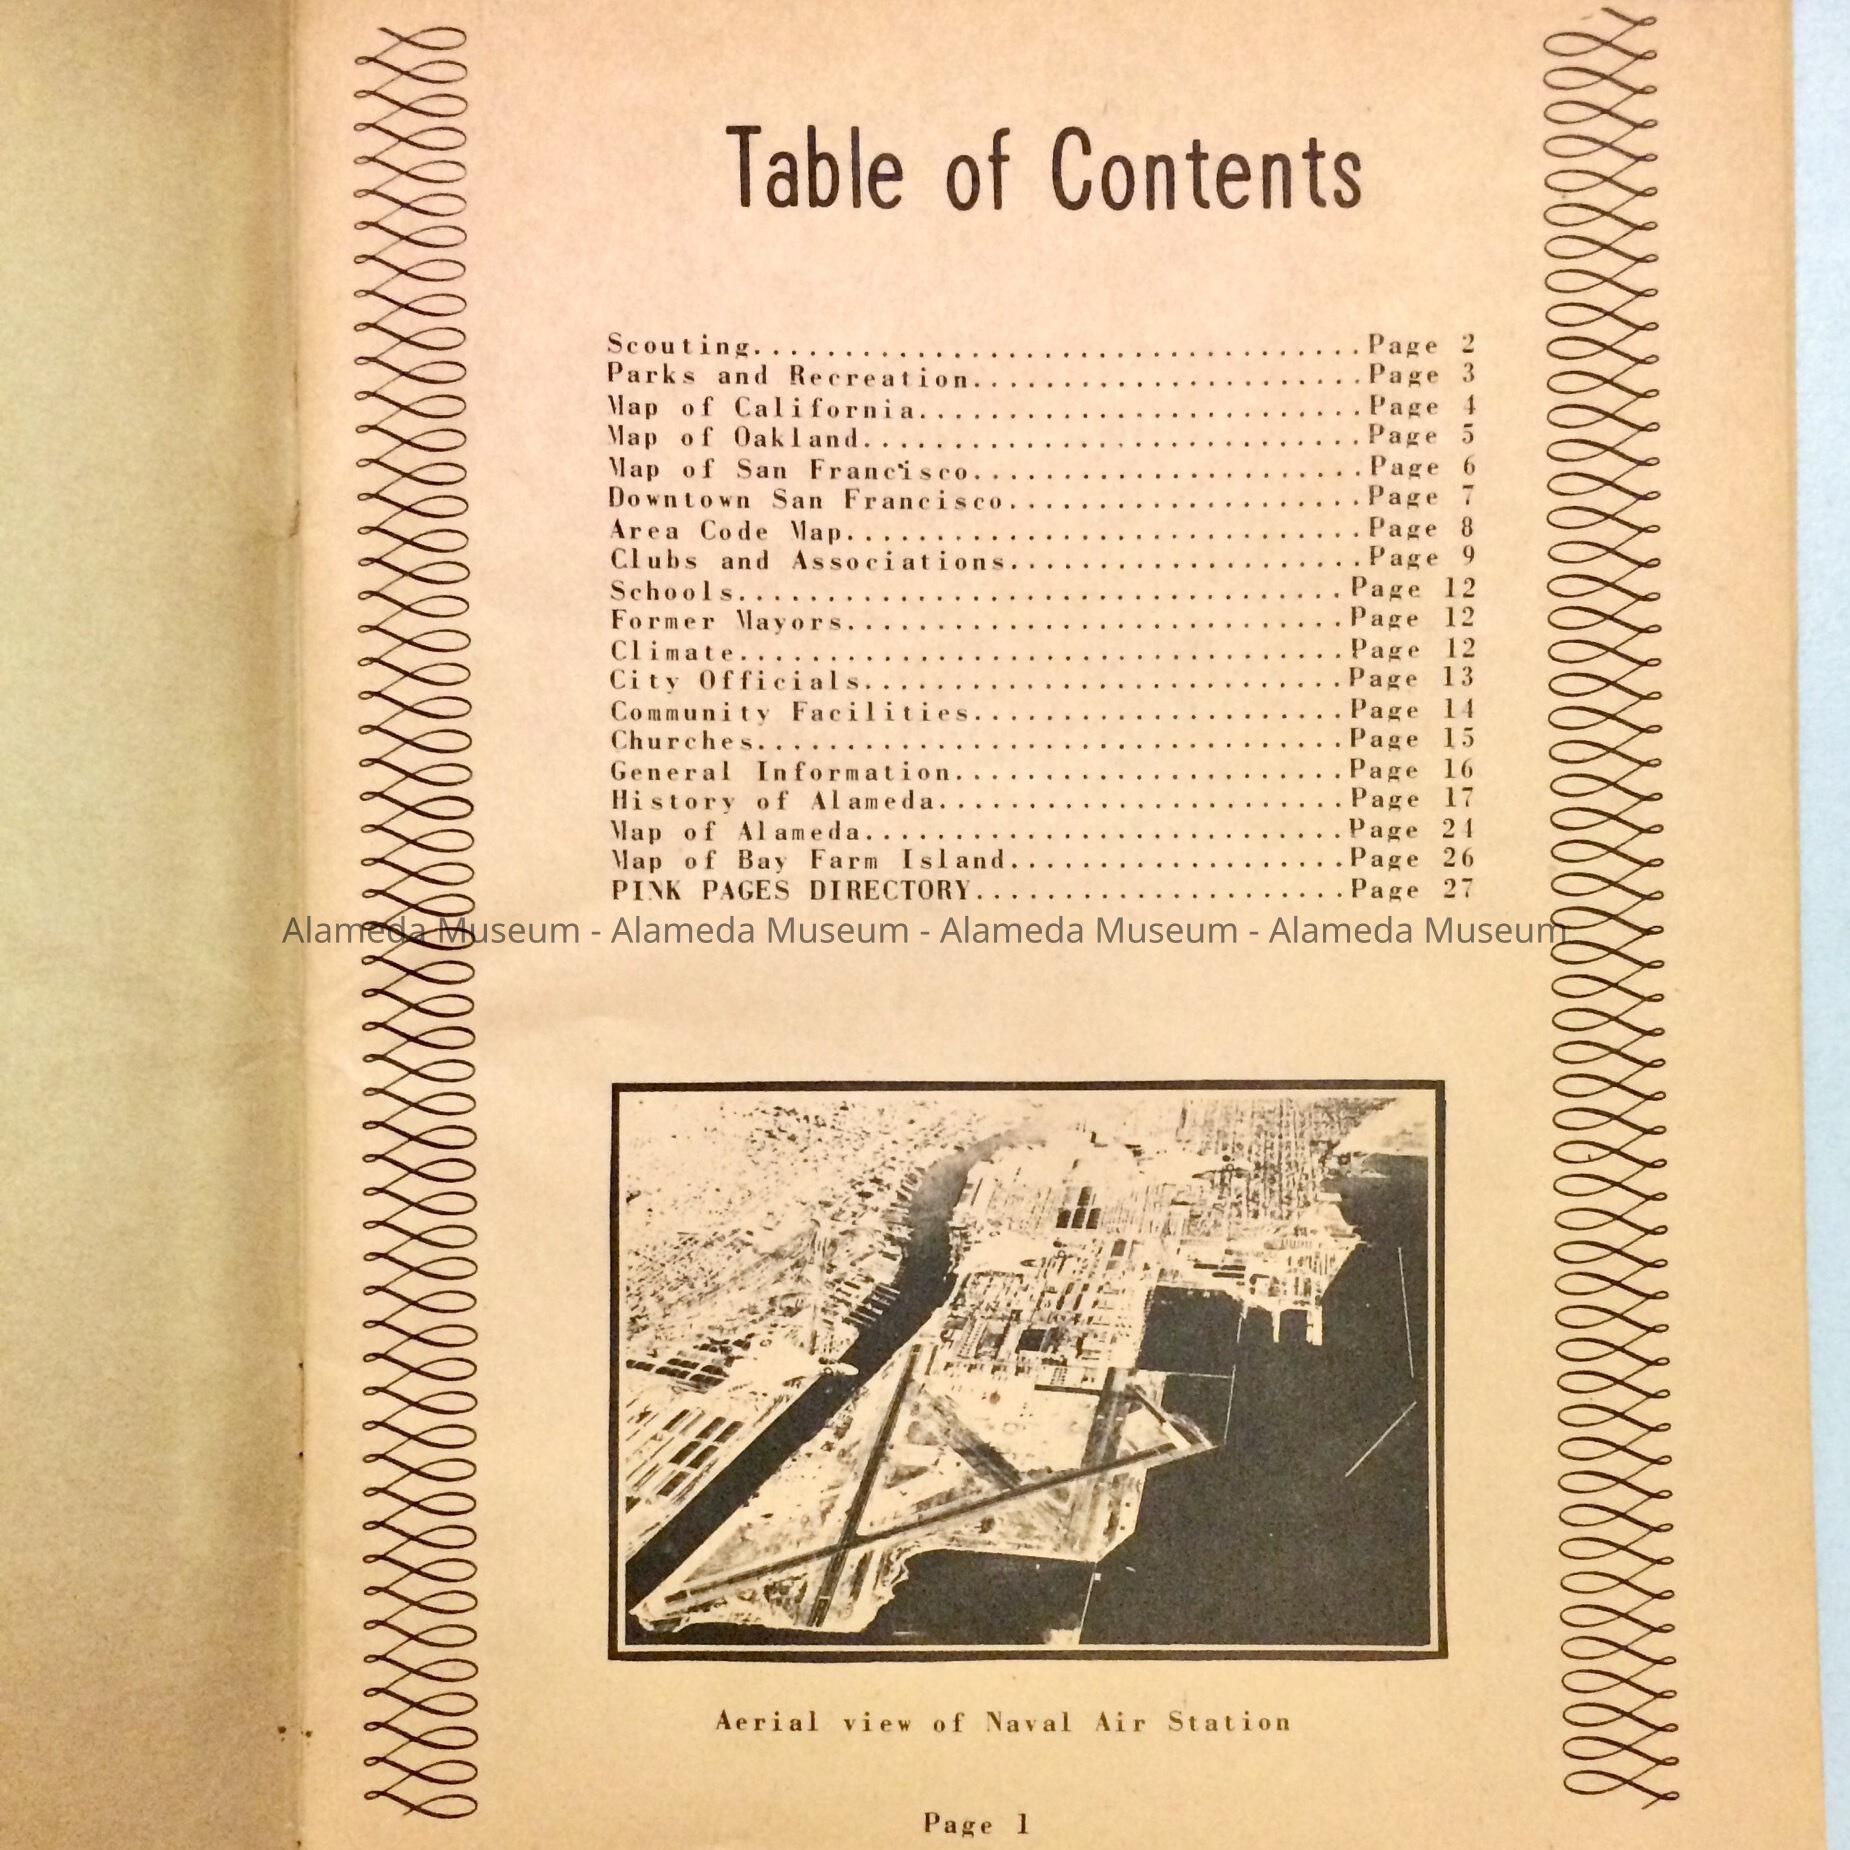 Table of Contents
Scouting..................................Page 2
Parks and Recreation......................Page 3
Map of California.........................Page 4
Map of Oakland............................Page 5
Map of San Francisco......................Page 6
Downtown San Francisco....................Page 7
Area Code Map.............................Page 8
Clubs and Associations....................Page 9
Schools..................................Page 12
Former Mayors............................Page 12
Climate..................................Page 12
City Officials...........................Page 13
Community Facilities.....................Page 14
Churches.................................Page 15
General Information......................Page 16
History of Alameda.......................Page 17
Map of Alameda...........................Page 24
Map of Bay Farm Island...................Page 26
PINK PAGES DIRECTORY.....................Page 27
Alameda Museum - Alameda Museum - Alameda Museum - Alameda Museum
Aerial view of Naval Air Station
Page 1